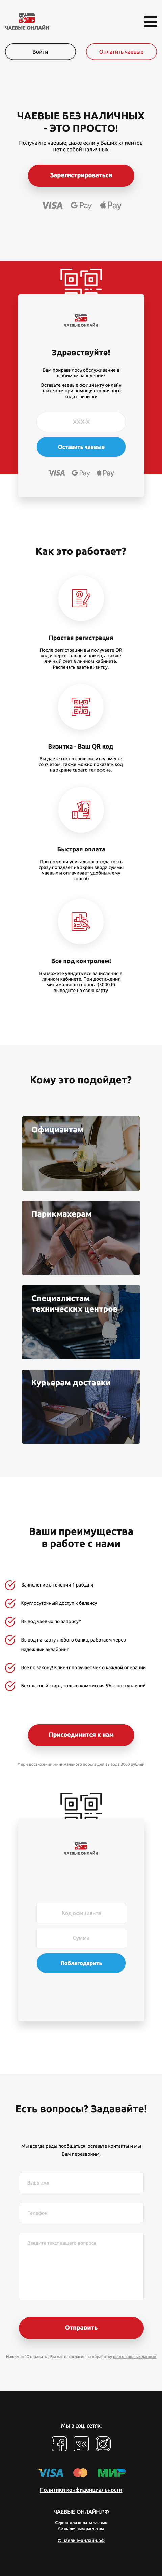 ЧАЕВЫЕ ОНЛАЙН
Войти
Оплатить чаевые
ЧАЕВЫЕ БЕЗ НАЛИЧНЫХ
- ЭТО ПРОСТО!
Получайте чаевые, даже если у Ваших клиентов
нет с собой наличных
Зарегистрироваться
VISA G Pay Pay
ЧАЕВЫЕ ОНЛАЙН
Здравствуйте!
Вам понравилось обслуживание в
любимом заведении?
Оставьте чаевые официанту онлайн
платежом при помощи его личного
кода с визитки
XXX-X
Оставить чаевые
VISA G Pay Pay
Как это работает?
Простая регистрация
После регистрации вы получаете QR
код и персональный номер, а также
личный счет в личном кабинете.
Распечатываете визитку.
Визитка - Ваш QR код
Вы даете гостю свою визитку вместе
со счетом, также можно показать код
на экране своего телефона.
Быстрая оплата
При помощи уникального кода гость
сразу попадает на экран ввода суммы
чаевых и оплачивает удобным ему
способ
Все под контролем!
Вы можете увидеть все зачисления в
личном кабинете. При достижении
минимального порога (3000 Р)
выводите на свою карту
Кому это подойдет?
Официантам
Парикмахерам
Специалистам
технических центров
Курьерам доставки
Ваши преимущества
в работе с нами
Зачисление в течении 1 раб.дня
Круглосуточный доступ к балансу
Вывод чаевых по запросу*
Вывод на карту любого банка, работаем через
надежный эквайринг
Все по закону! Клиент получает чек о каждой операции
Бесплатный старт, только комиссия 5% с поступлений
Присоединится к нам
* при достижении минимального порога для вывода 3000 рублей
ЧАЕВЫЕ ОНЛАЙН
Код официанта
Сумма
Поблагодарить
Есть вопросы? Задавайте!
Мы всегда рады пообщаться, оставьте контакты и мы
Вам перезвоним.
Ваше имя
Телефон
Введите текст вашего вопроса
Отправить
Нажимая "Отправить", Вы даете согласие на обработку персональных данных
Мы в соц. сетях:
VISA МИР
Политики конфиденциальности
ЧАЕВЫЕ-ОНЛАЙН.РФ
Сервис для оплаты чаевых
безналичным расчетом
© чаевые-онлайн.рф